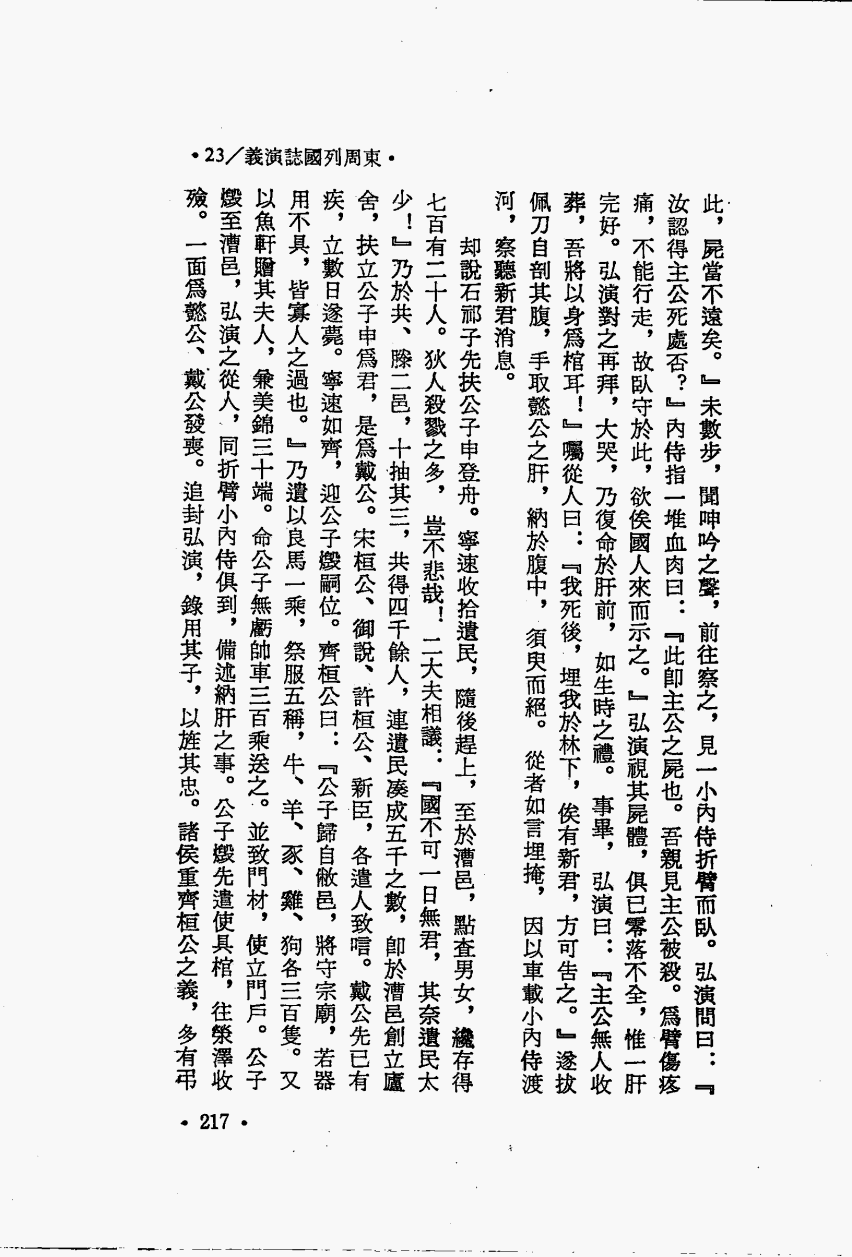 •23／義演誌國列周東•
此，屍當不遠矣。』未數步，聞呻吟之聲，前往察之，見一小內侍折臂而臥。弘演問曰：『
汝認得主公死處否？』內侍指一堆血肉曰：『此卽主公之屍也。吾親見主公被殺。爲臂傷疼
痛，不能行走，故臥守於此，欲俟國人來而示之。』弘演視其屍體，俱已零落不全，惟一肝
完好。弘演對之再拜，大哭，乃復命於肝前，如生時之禮。事畢，弘演曰：『主公無人收
葬，吾將以身爲棺耳！』囑從人曰：『我死後，埋我於林下，俟有新君，方可告之。』遂拔
佩刀自剖其腹，手取懿公之肝，納於腹中，須臾而絕。從者如言埋掩，因以車載小內侍渡
河，察聽新君消息。
却說石祁子先扶公子申登舟。寧速收拾遺民，隨後趕上，至於漕邑，點查男女，纔存得
七百有二十人。狄人殺戮之多，豈不悲哉！二大夫相議：『國不可一日無君，其奈遺民太
少！』乃於共、滕二邑，十抽其三，共得四千餘人，連遺民湊成五千之數，卽於漕邑創立廬
舍，扶立公子申爲君，是爲戴公。宋桓公、御說、許桓公、新臣，各遣人致唁。戴公先已有
疾，立數日遂薨。寧速如齊，迎公子燬嗣位。齊桓公曰：『公子歸自敝邑，將守宗廟，若器
用不具，皆寡人之過也。』乃遺以良馬一乘，祭服五稱，牛、羊、豕、雞、狗各三百隻。又
以魚軒贈其夫人，兼美錦三十端。命公子無虧帥車三百乘送之。並致門材，使立門戶。公子
燬至漕邑，弘演之從人，同折臂小內侍俱到，備述納肝之事。公子燬先遣使具棺，往滎澤收
殮。一面爲懿公、戴公發喪。追封弘演，錄用其子，以旌其忠。諸侯重齊桓公之義，多有弔
•217•